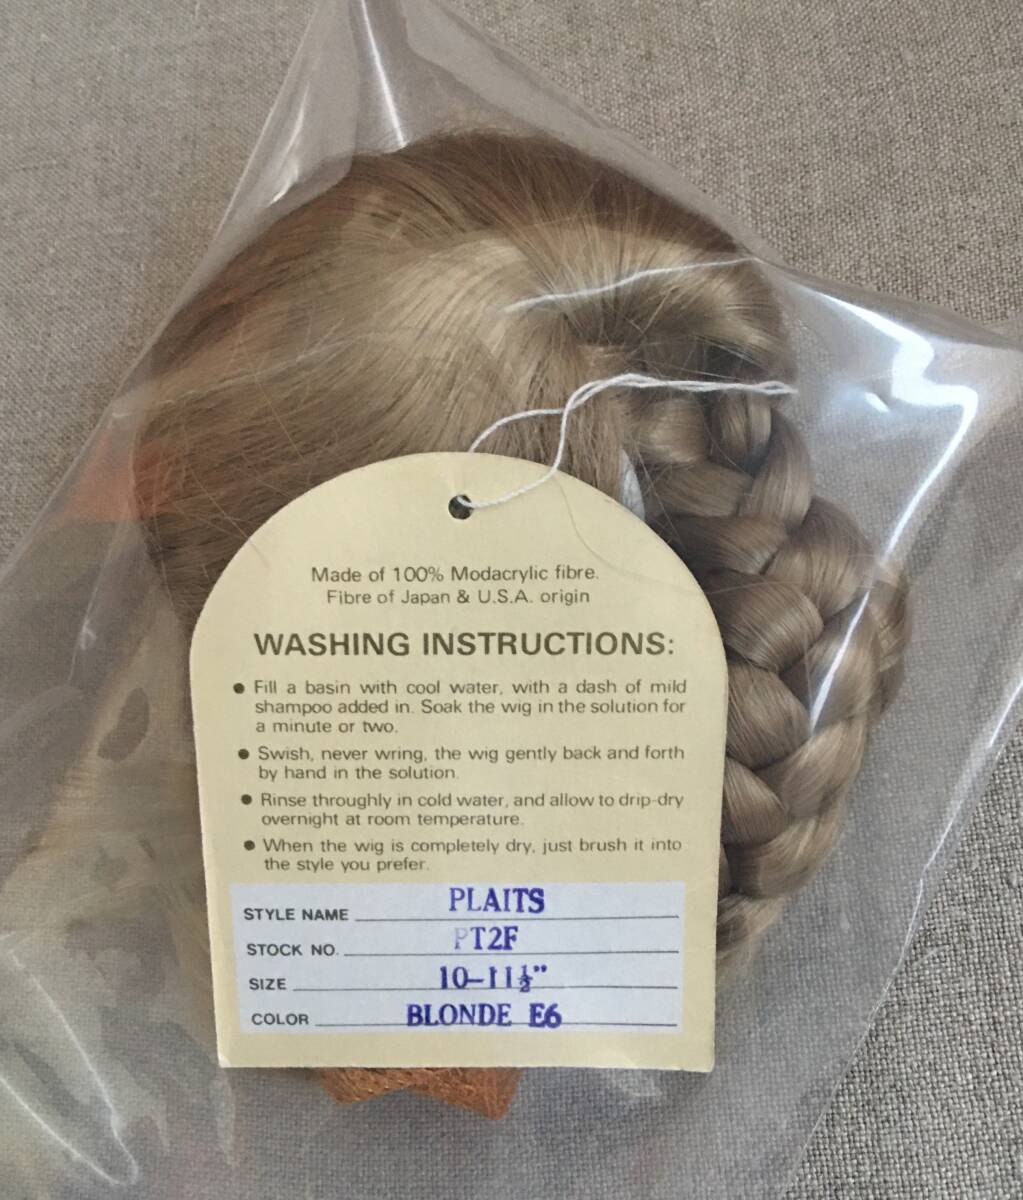 Made of 100% Modacrylic fibre.
Fibre of Japan & U.S.A. origin
WASHING INSTRUCTIONS:
● Fill a basin with cool water, with a dash of mild
shampoo added in. Soak the wig in the solution for
a minute or two.
● Swish, never wring, the wig gently back and forth
by hand in the solution.
● Rinse throughly in cold water, and allow to drip-dry
overnight at room temperature.
● When the wig is completely dry, just brush it into
the style you prefer.
STYLE NAME PLAITS
STOCK NO. PT2F
SIZE 10-11½"
COLOR BLONDE E6